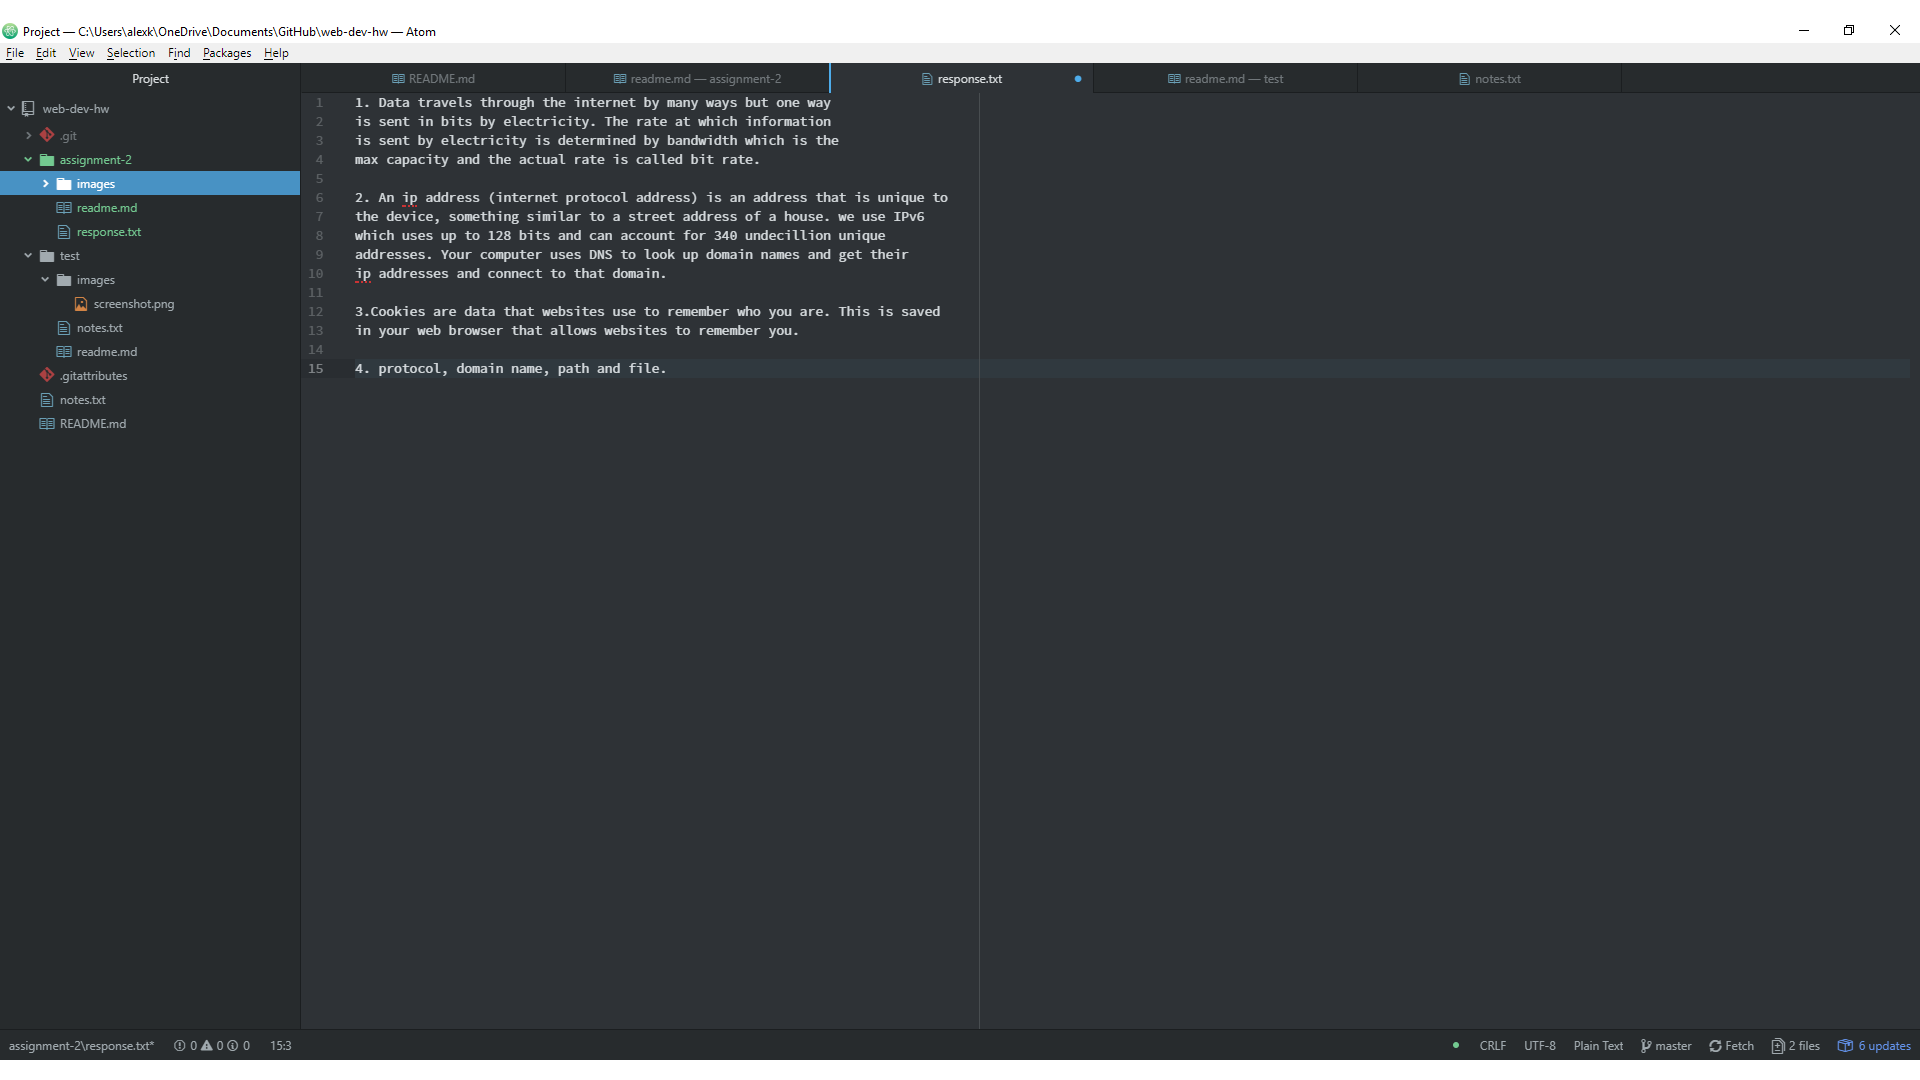 Project — C:\Users\alexk\OneDrive\Documents\GitHub\web-dev-hw — Atom
File Edit View Selection Find Packages Help
Project
README.md
readme.md — assignment-2
response.txt
readme.md — test
notes.txt
web-dev-hw
.git
assignment-2
images
readme.md
response.txt
test
images
screenshot.png
notes.txt
readme.md
.gitattributes
notes.txt
README.md
1 1. Data travels through the internet by many ways but one way
2 is sent in bits by electricity. The rate at which information
3 is sent by electricity is determined by bandwidth which is the
4 max capacity and the actual rate is called bit rate.
5
6 2. An ip address (internet protocol address) is an address that is unique to
7 the device, something similar to a street address of a house. we use IPv6
8 which uses up to 128 bits and can account for 340 undecillion unique
9 addresses. Your computer uses DNS to look up domain names and get their
10 ip addresses and connect to that domain.
11
12 3.Cookies are data that websites use to remember who you are. This is saved
13 in your web browser that allows websites to remember you.
14
15 4. protocol, domain name, path and file.
assignment-2\response.txt* 0 0 0 15:3 CRLF UTF-8 Plain Text master Fetch 2 files 6 updates